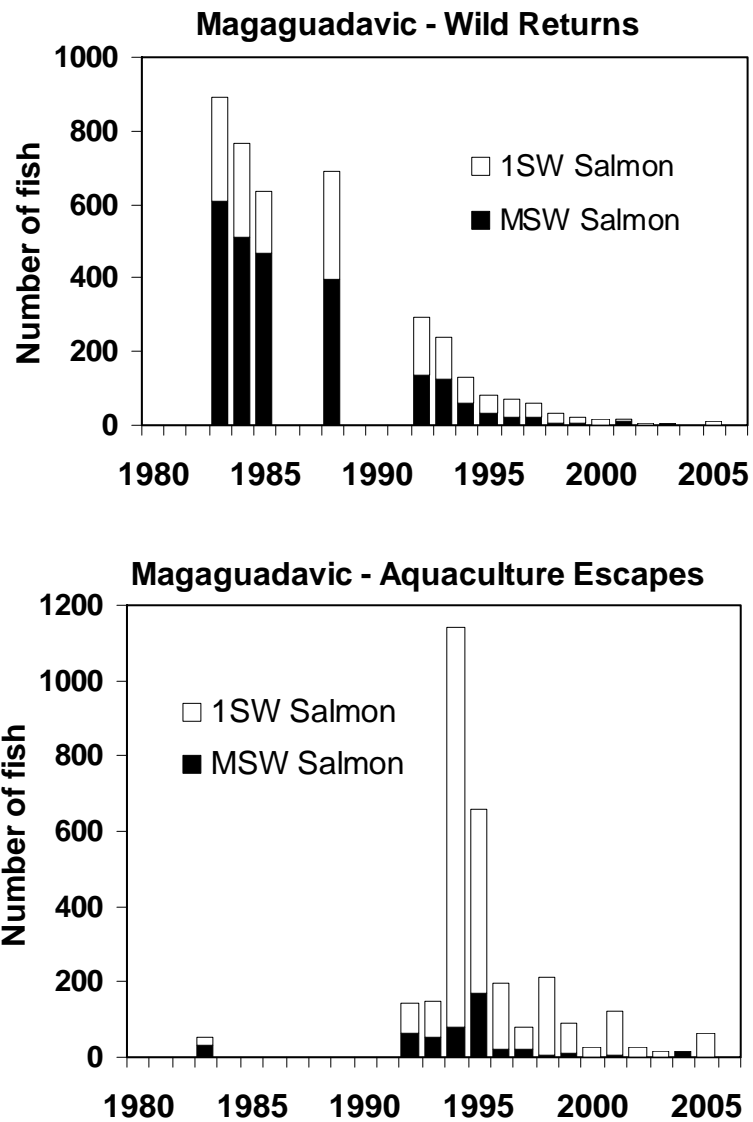 Magaguadavic - Wild Returns
1000
800
600
400
200
0
Number of fish
1SW Salmon
MSW Salmon
1980 1985 1990 1995 2000 2005
Magaguadavic - Aquaculture Escapes
1200
1000
800
600
400
200
0
Number of fish
1SW Salmon
MSW Salmon
1980 1985 1990 1995 2000 2005